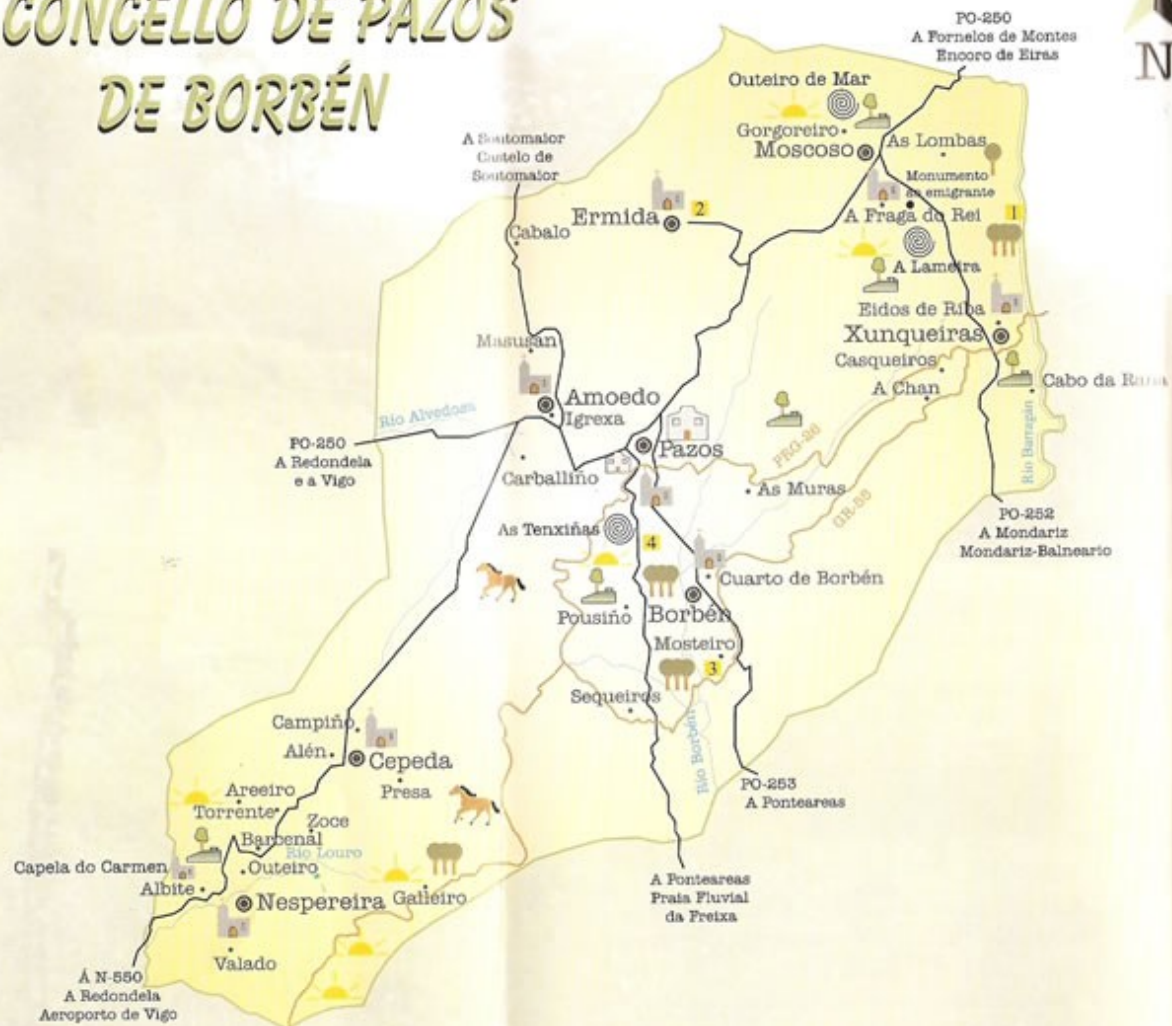 CONCELLO DE PAZOS
DE BORBÉN
N
PO-250
A Fornelos de Montes
Encoro de Eiras
Outeiro de Mar
Gorgoreiro
Moscoso
As Lombas
A Soutomaior
Castelo de
Soutomaior
Monumento
ao emigrante
Ermida
2
A Fraga do Rei
1
Cabalo
A Lameira
Eidos de Riba
Xunqueiras
Masusán
Casqueiros
A Chan
Cabo da Rana
Amoedo
Igrexa
Río Alvedosa
PO-250
A Redondela
e a Vigo
Pazos
PRG-26
Río Barragán
Carballiño
As Muras
GR-58
As Tenxiñas
4
PO-252
A Mondariz
Mondariz-Balneario
Cuarto de Borbén
Pousiño
Borbén
Mosteiro
3
Sequeiros
Río Borbén
Campiño
Alén
Cepeda
Presa
PO-253
A Ponteareas
Areeiro
Torrente
Zoce
Barcenal
Río Louro
Capela do Carmen
Outeiro
Albite
Nespereira
Galleiro
A Ponteareas
Praia Fluvial
da Freixa
Valado
Á N-550
A Redondela
Aeroporto de Vigo